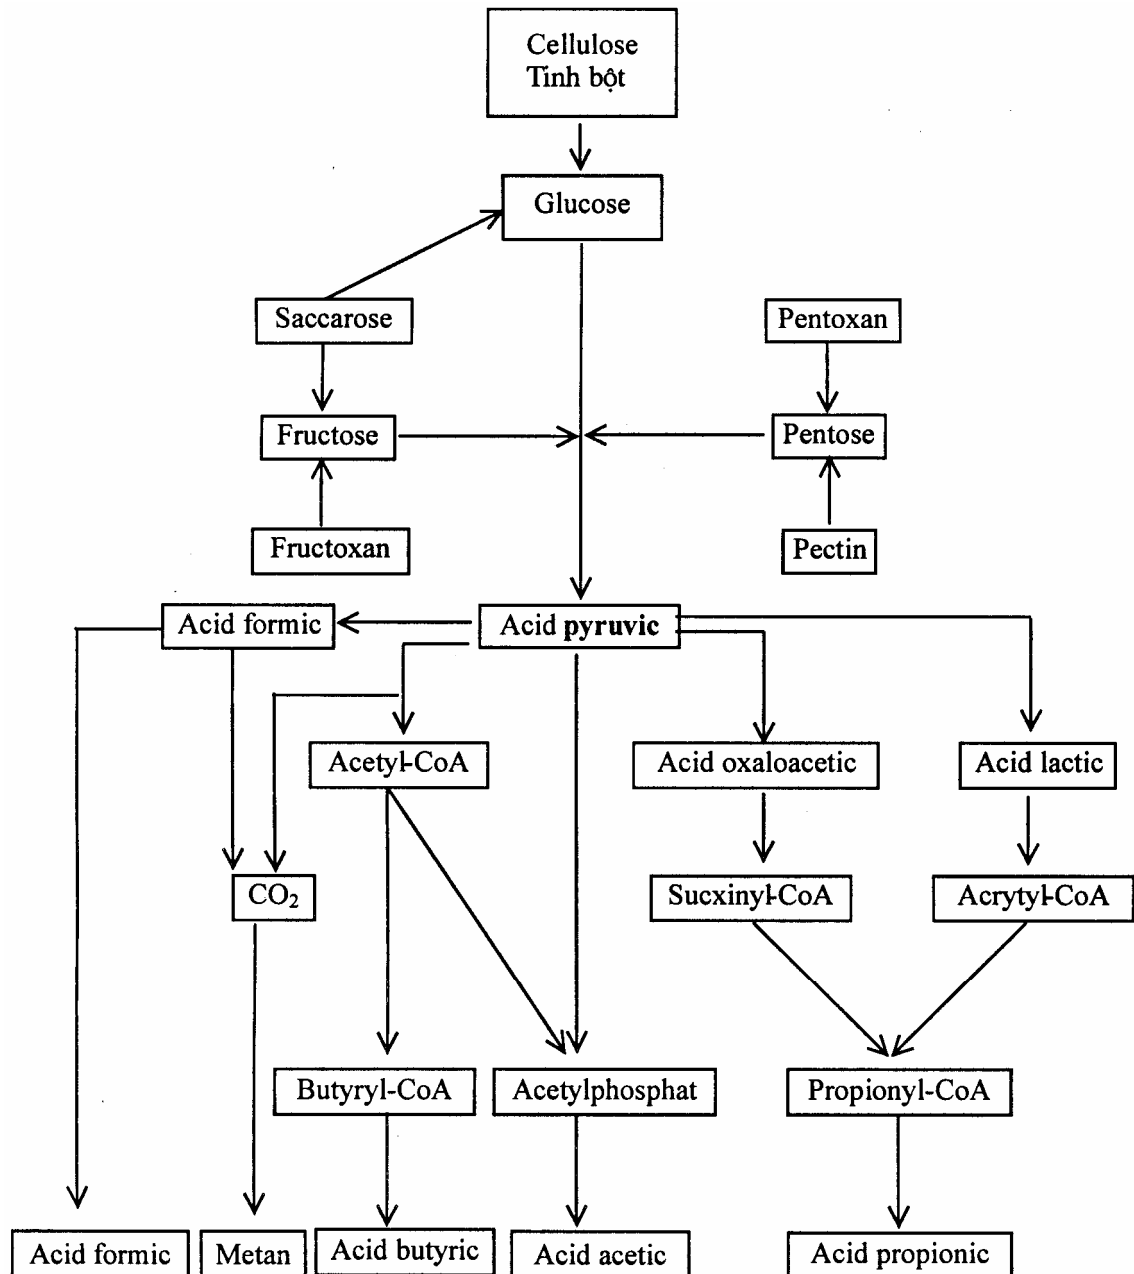 Cellulose
Tinh bột
Glucose
Saccarose
Pentoxan
Fructose
Pentose
Fructoxan
Pectin
Acid formic
Acid pyruvic
Acetyl-CoA
Acid oxaloacetic
Acid lactic
CO₂
Sucxinyl-CoA
Acrytyl-CoA
Butyryl-CoA
Acetylphosphat
Propionyl-CoA
Acid formic
Metan
Acid butyric
Acid acetic
Acid propionic